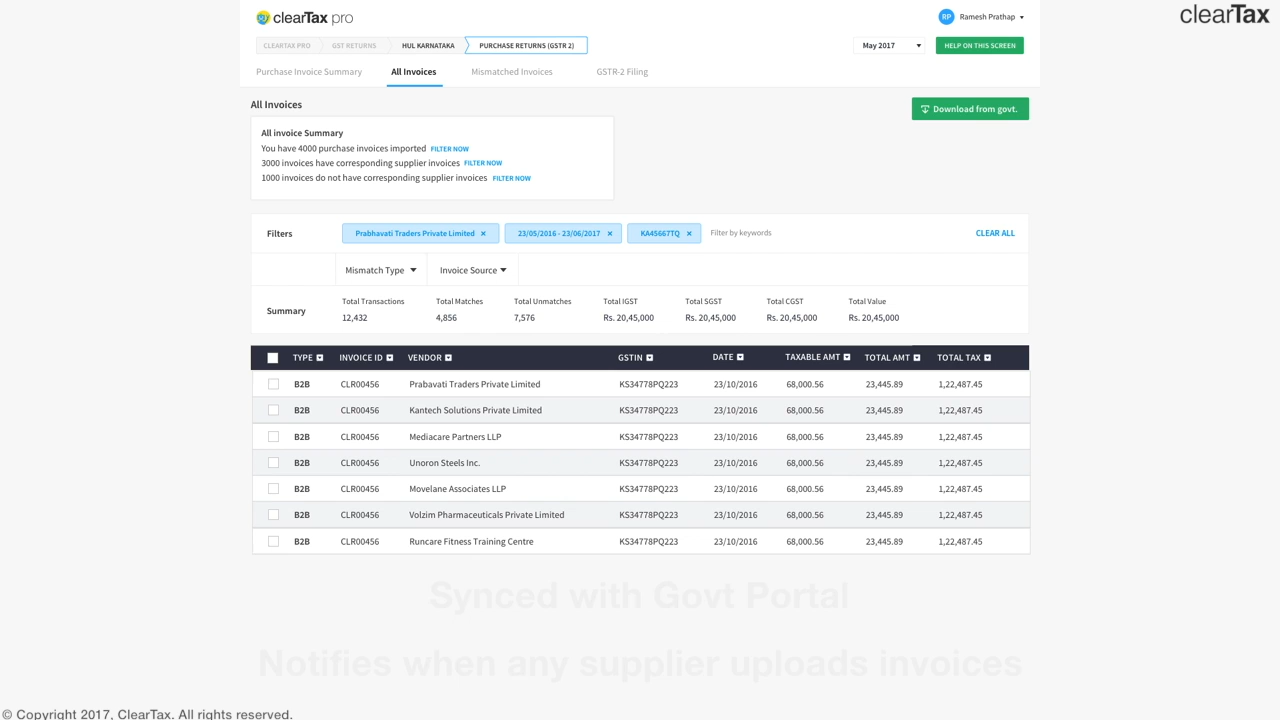 clearTax pro
RP Ramesh Prathap
clearTax
CLEARTAX PRO GST RETURNS HUL KARNATAKA PURCHASE RETURNS (GSTR 2)
May 2017 HELP ON THIS SCREEN
Purchase Invoice Summary All Invoices Mismatched Invoices GSTR-2 Filing
All Invoices
Download from govt.
All invoice Summary
You have 4000 purchase invoices imported FILTER NOW
3000 invoices have corresponding supplier invoices FILTER NOW
1000 invoices do not have corresponding supplier invoices FILTER NOW
Filters Prabhavati Traders Private Limited × 23/05/2016 - 23/06/2017 × KA45667TQ × Filter by keywords CLEAR ALL
Mismatch Type Invoice Source
Summary
Total Transactions Total Matches Total Unmatches Total IGST Total SGST Total CGST Total Value
12,432 4,856 7,576 Rs. 20,45,000 Rs. 20,45,000 Rs. 20,45,000 Rs. 20,45,000
TYPE INVOICE ID VENDOR GSTIN DATE TAXABLE AMT TOTAL AMT TOTAL TAX
B2B CLR00456 Prabavati Traders Private Limited KS34778PQ223 23/10/2016 68,000.56 23,445.89 1,22,487.45
B2B CLR00456 Kantech Solutions Private Limited KS34778PQ223 23/10/2016 68,000.56 23,445.89 1,22,487.45
B2B CLR00456 Mediacare Partners LLP KS34778PQ223 23/10/2016 68,000.56 23,445.89 1,22,487.45
B2B CLR00456 Unoron Steels Inc. KS34778PQ223 23/10/2016 68,000.56 23,445.89 1,22,487.45
B2B CLR00456 Movelane Associates LLP KS34778PQ223 23/10/2016 68,000.56 23,445.89 1,22,487.45
B2B CLR00456 Volzim Pharmaceuticals Private Limited KS34778PQ223 23/10/2016 68,000.56 23,445.89 1,22,487.45
B2B CLR00456 Runcare Fitness Training Centre KS34778PQ223 23/10/2016 68,000.56 23,445.89 1,22,487.45
Synced with Govt Portal
Notifies when any supplier uploads invoices
© Copyright 2017, ClearTax. All rights reserved.